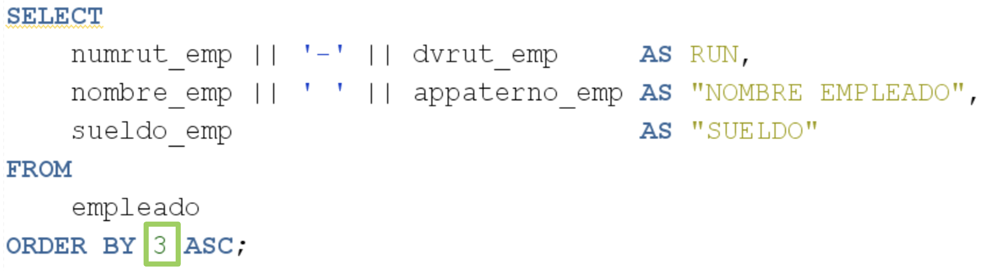 SELECT
numrut_emp || '-' || dvrut_emp AS RUN,
nombre_emp || ' ' || appaterno_emp AS "NOMBRE EMPLEADO",
sueldo_emp AS "SUELDO"
FROM
empleado
ORDER BY 3 ASC;